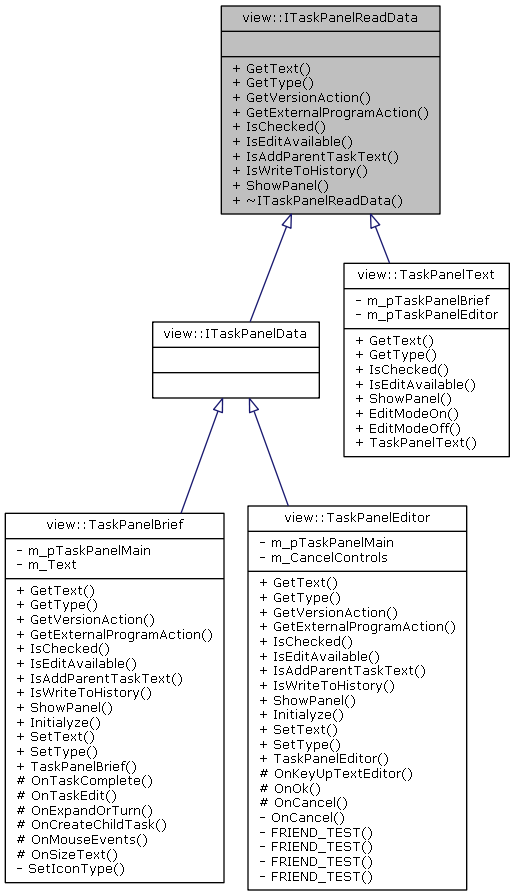 view::ITaskPanelReadData
+ GetText()
+ GetType()
+ GetVersionAction()
+ GetExternalProgramAction()
+ IsChecked()
+ IsEditAvailable()
+ IsAddParentTaskText()
+ IsWriteToHistory()
+ ShowPanel()
+ ~ITaskPanelReadData()
view::TaskPanelText
- m_pTaskPanelBrief
- m_pTaskPanelEditor
+ GetText()
+ GetType()
+ IsChecked()
+ IsEditAvailable()
+ ShowPanel()
+ EditModeOn()
+ EditModeOff()
+ TaskPanelText()
view::ITaskPanelData
view::TaskPanelBrief
- m_pTaskPanelMain
- m_Text
+ GetText()
+ GetType()
+ GetVersionAction()
+ GetExternalProgramAction()
+ IsChecked()
+ IsEditAvailable()
+ IsAddParentTaskText()
+ IsWriteToHistory()
+ ShowPanel()
+ Initialyze()
+ SetText()
+ SetType()
+ TaskPanelBrief()
# OnTaskComplete()
# OnTaskEdit()
# OnExpandOrTurn()
# OnCreateChildTask()
# OnMouseEvents()
# OnSizeText()
- SetIconType()
view::TaskPanelEditor
- m_pTaskPanelMain
- m_CancelControls
+ GetText()
+ GetType()
+ GetVersionAction()
+ GetExternalProgramAction()
+ IsChecked()
+ IsEditAvailable()
+ IsAddParentTaskText()
+ IsWriteToHistory()
+ ShowPanel()
+ Initialyze()
+ SetText()
+ SetType()
+ TaskPanelEditor()
# OnKeyUpTextEditor()
# OnOk()
# OnCancel()
- OnCancel()
- FRIEND_TEST()
- FRIEND_TEST()
- FRIEND_TEST()
- FRIEND_TEST()